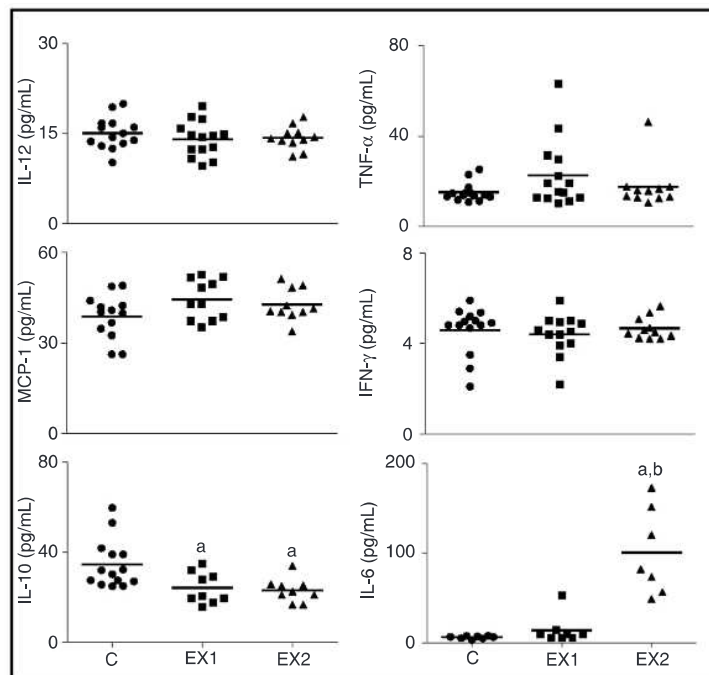 IL-12 (pg/mL)
30
15
0
TNF-α (pg/mL)
80
40
0
MCP-1 (pg/mL)
60
30
0
IFN-γ (pg/mL)
8
4
0
IL-10 (pg/mL)
80
40
0
a
a
C EX1 EX2
IL-6 (pg/mL)
200
100
0
a,b
C EX1 EX2